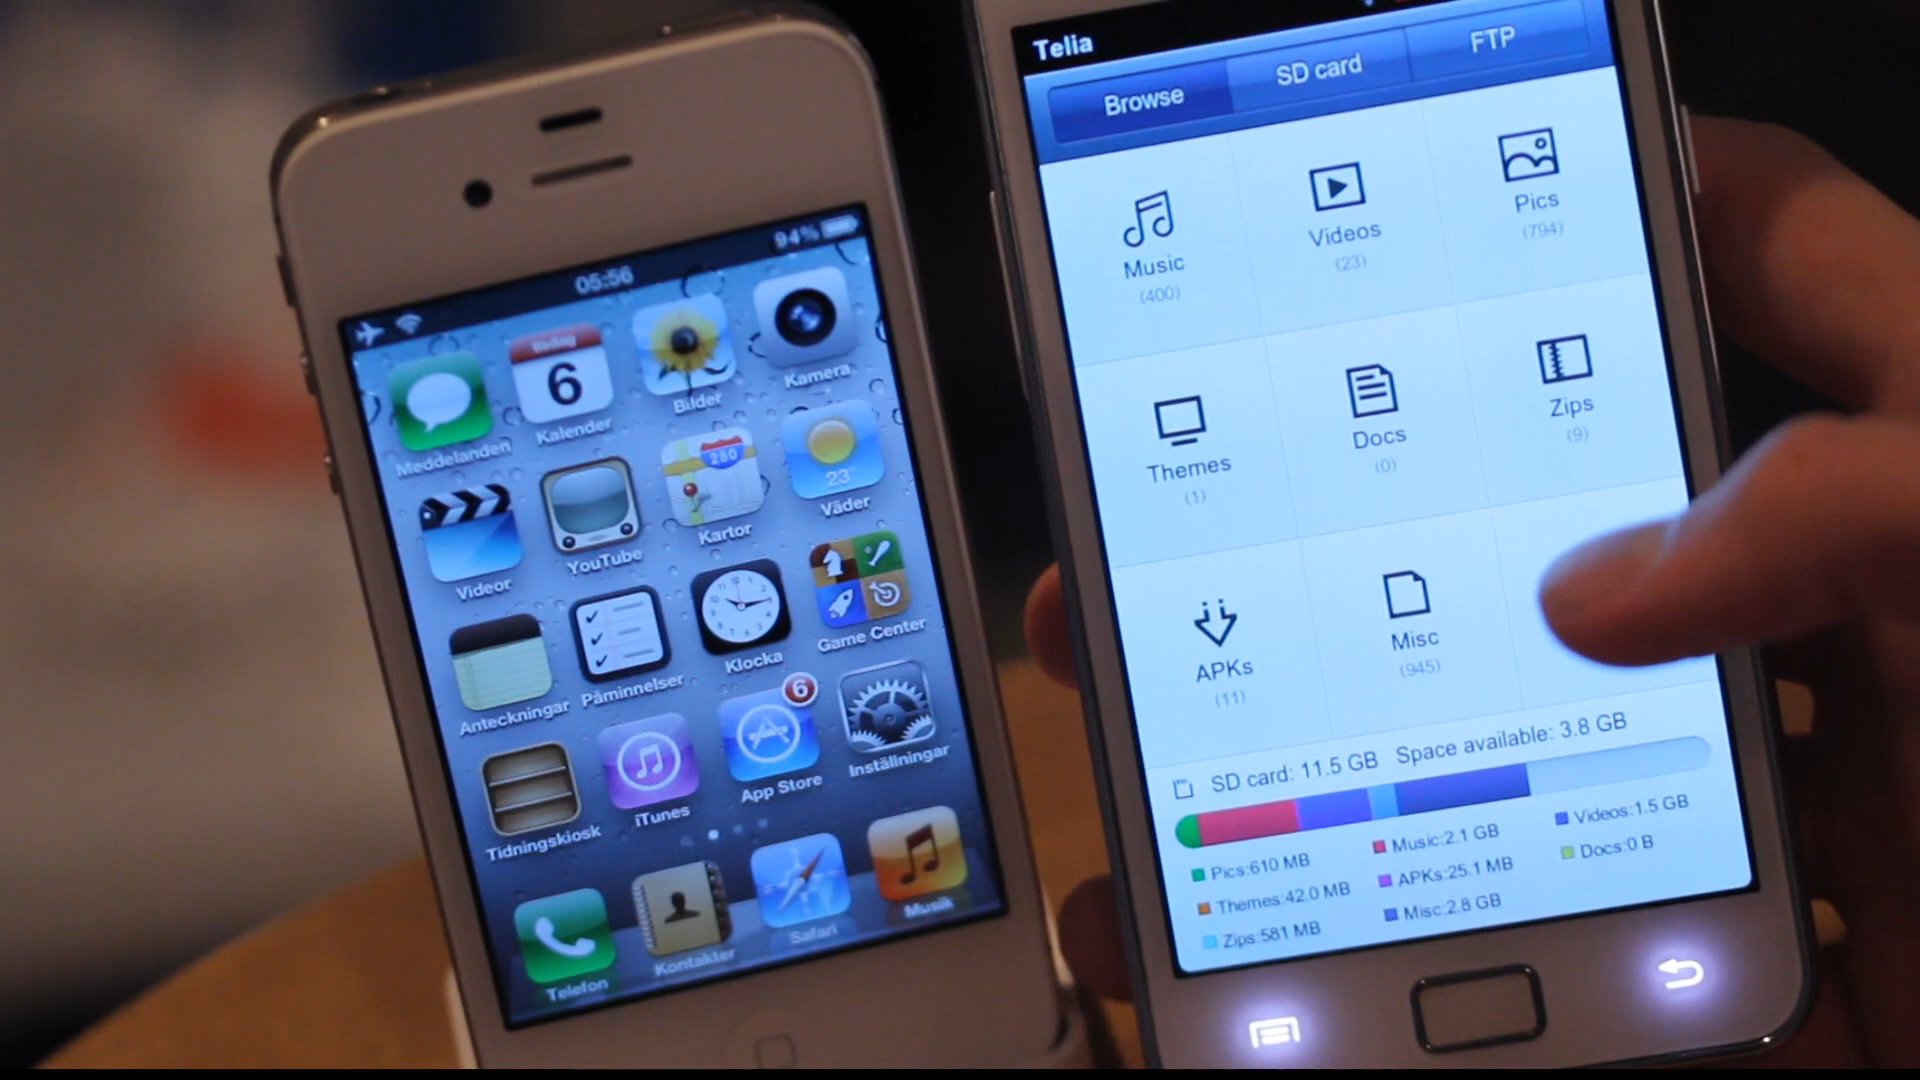 94%
05:56
tisdag
6
Meddelanden
Kalender
Bilder
Kamera
280
23°
Videor
YouTube
Kartor
Väder
Anteckningar
Påminnelser
Klocka
Game Center
6
Tidningskiosk
iTunes
App Store
Inställningar
Telefon
Kontakter
Safari
Musik
Telia
Browse
SD card
FTP
Music
(400)
Videos
(23)
Pics
(794)
Themes
(1)
Docs
(0)
Zips
(9)
APKs
(11)
Misc
(945)
SD card: 11.5 GB Space available: 3.8 GB
Pics:610 MB
Music:2.1 GB
Videos:1.5 GB
Themes:42.0 MB
APKs:25.1 MB
Docs:0 B
Zips:581 MB
Misc:2.8 GB